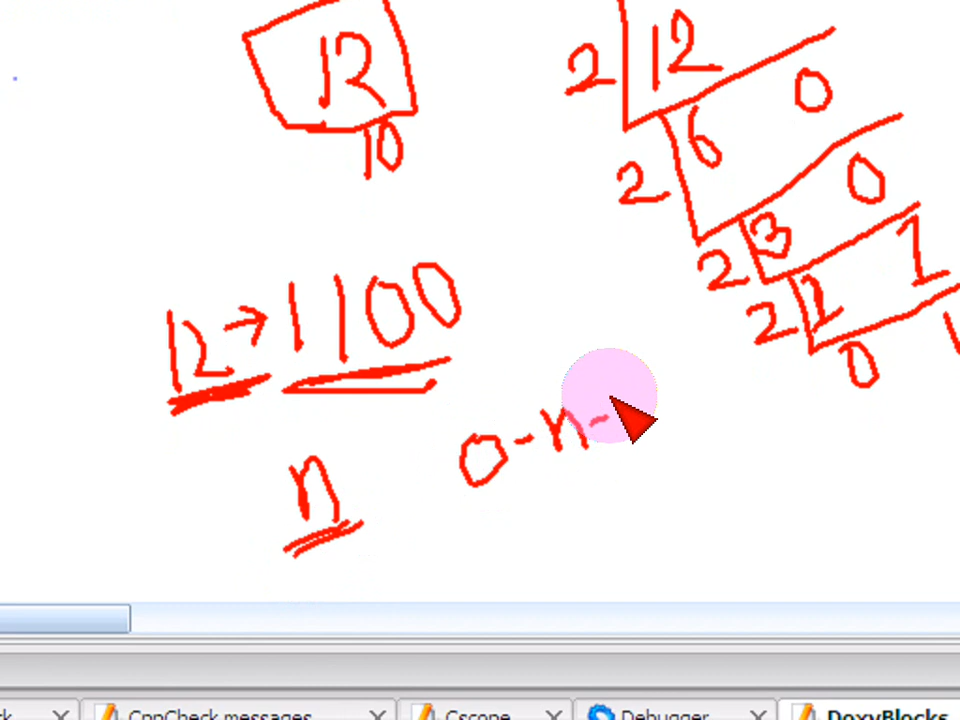 12
10
2 12 0
2 6 0
2 3 1
2 1
0
12 → 1100
0-n-
n
CppCheck messages
Cscope
Debugger
DoxyBlocks